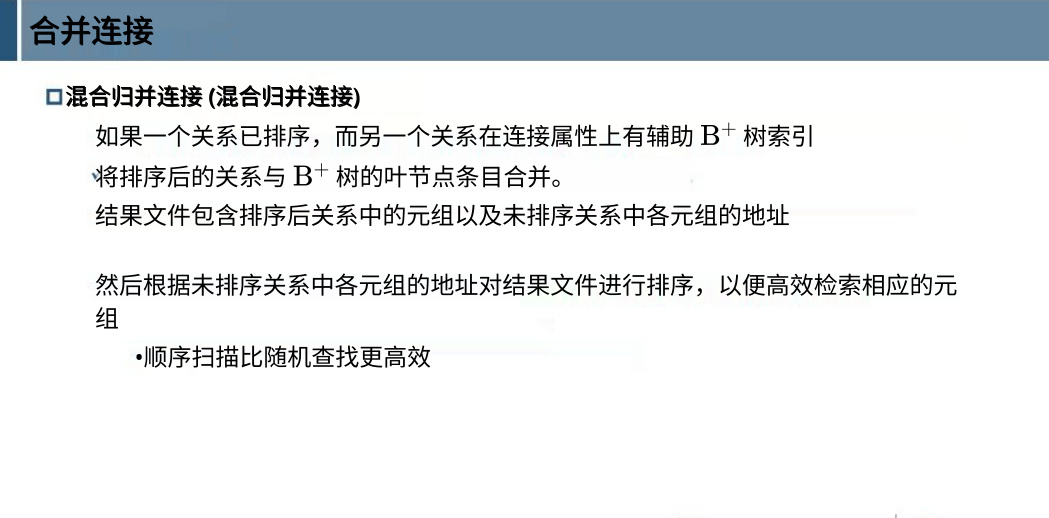 合并连接
混合归并连接 (混合归并连接)
如果一个关系已排序，而另一个关系在连接属性上有辅助 B⁺ 树索引
将排序后的关系与 B⁺ 树的叶节点条目合并。
结果文件包含排序后关系中的元组以及未排序关系中各元组的地址
然后根据未排序关系中各元组的地址对结果文件进行排序，以便高效检索相应的元
组
•顺序扫描比随机查找更高效